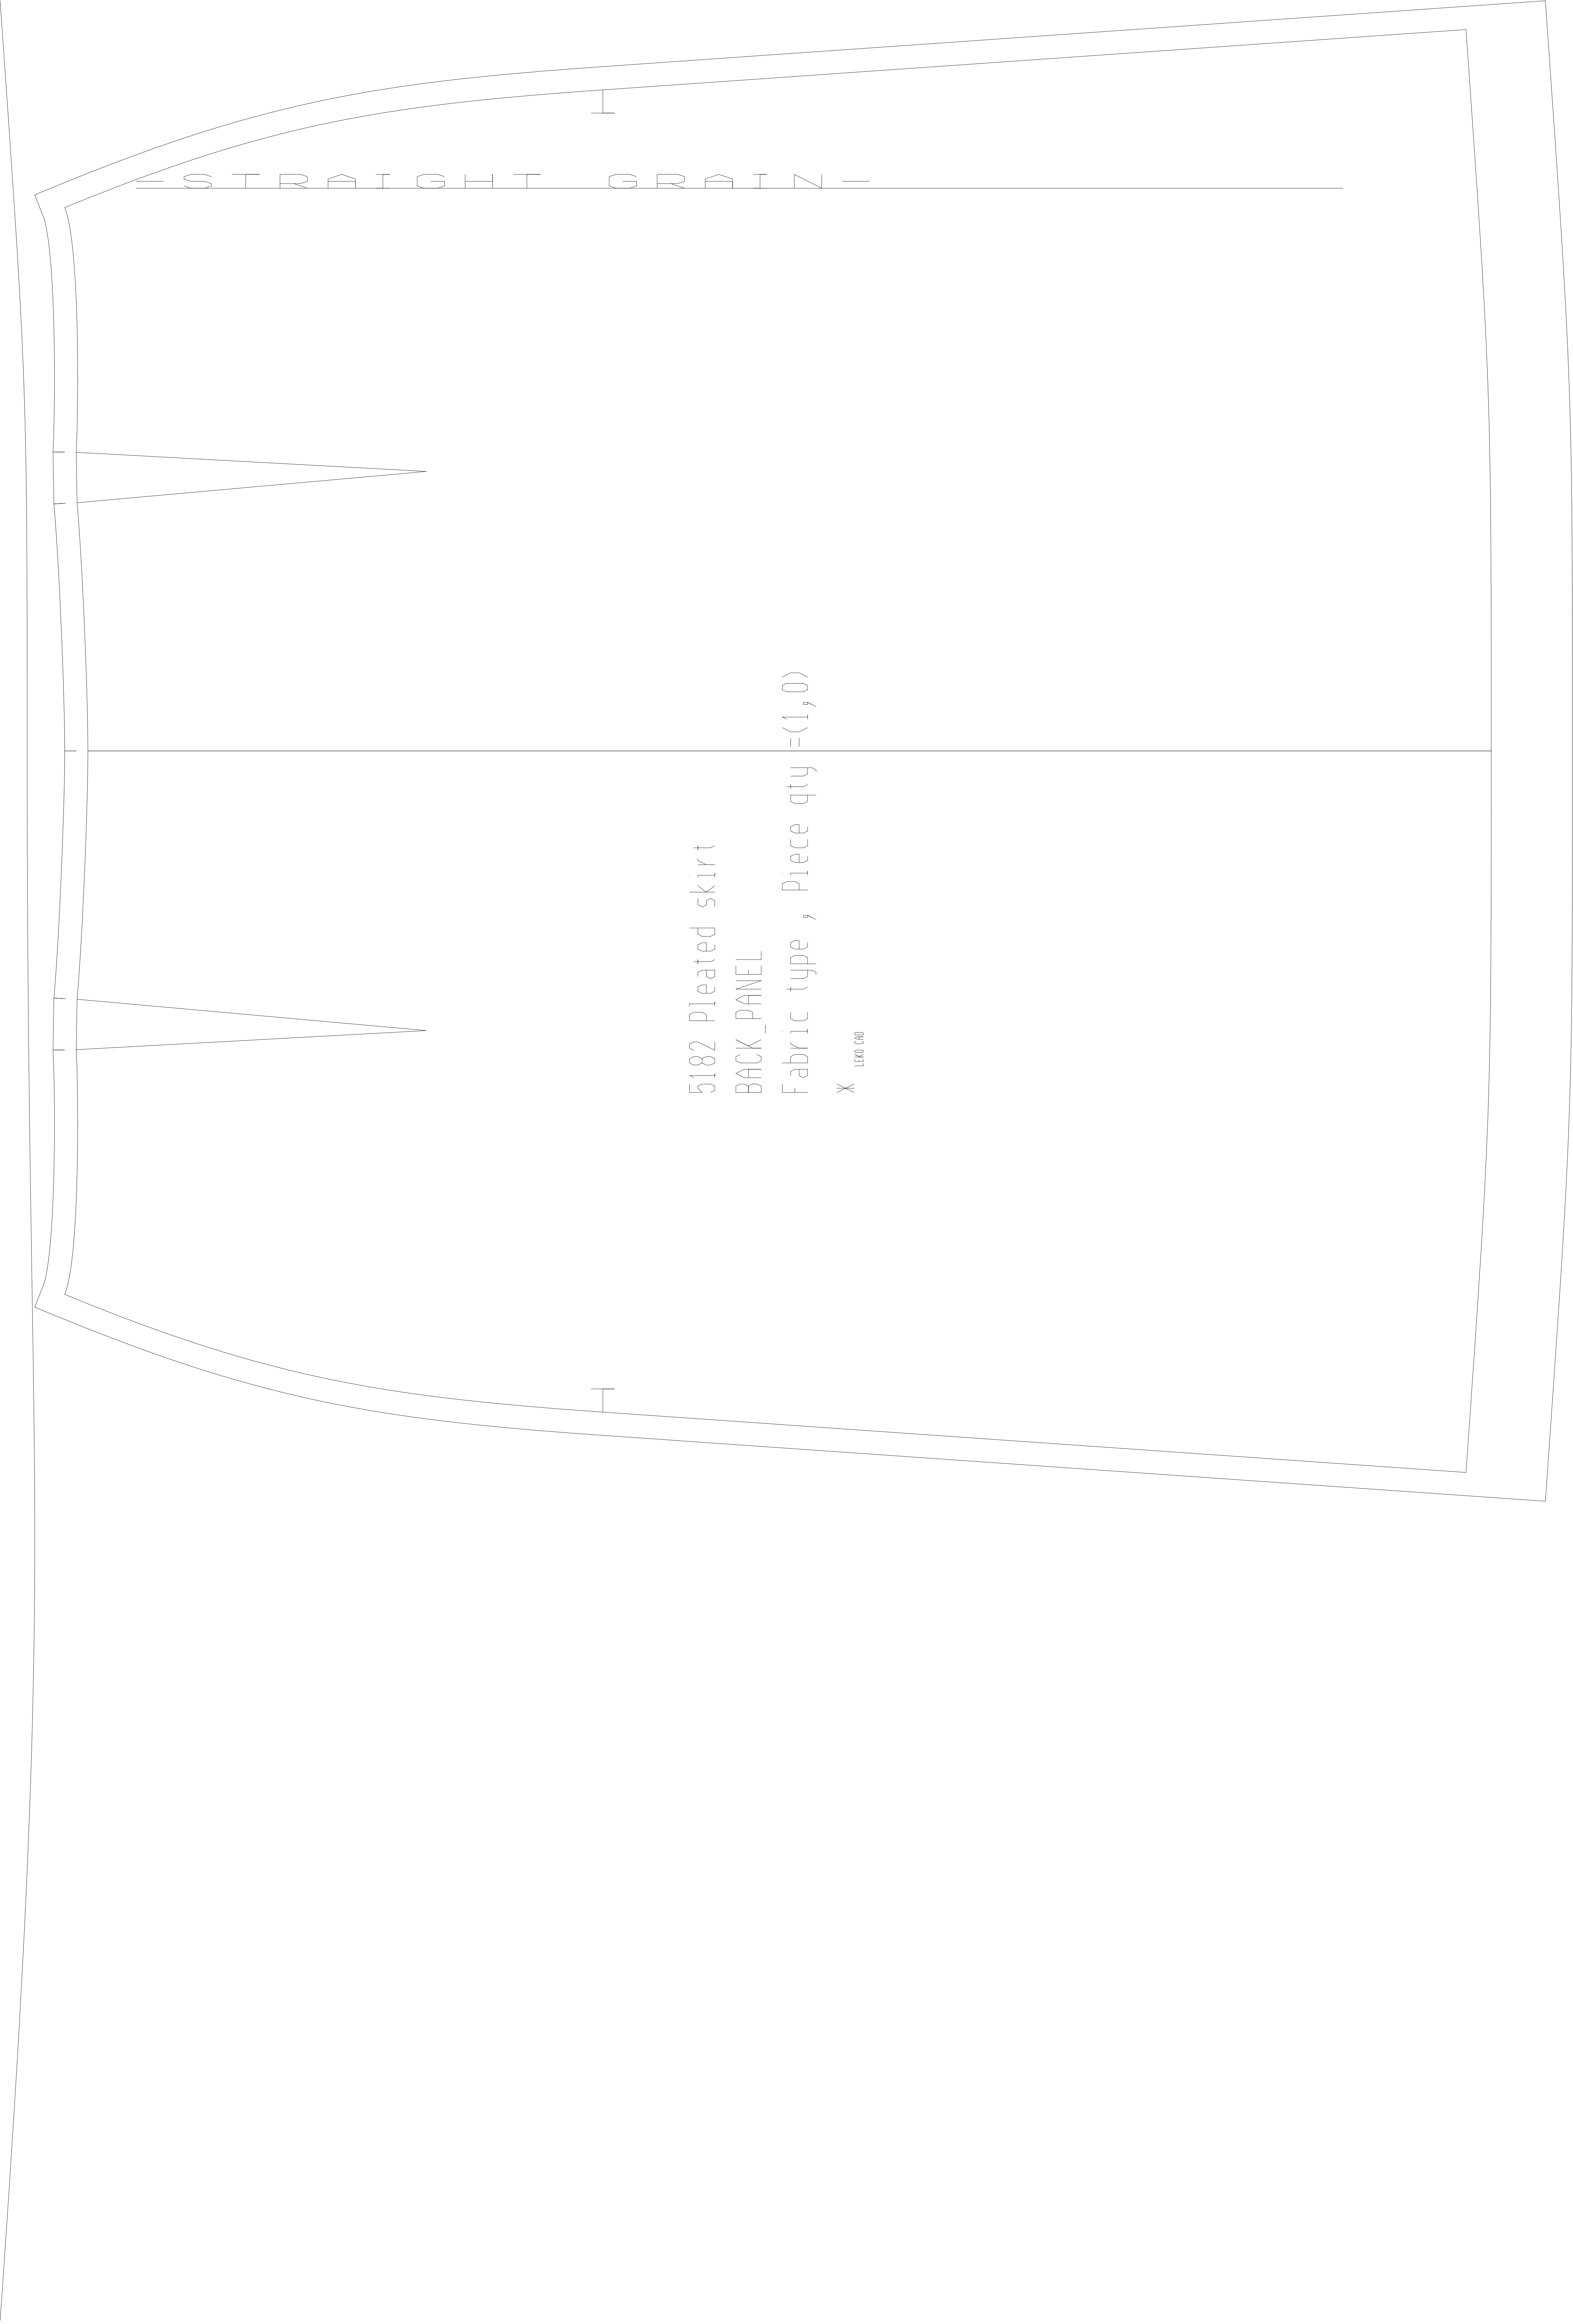 -STRAIGHT GRAIN-
5182 Pleated skirt
BACK_PANEL
Fabric type , Piece qty =(1,0)
*
LEKO CAD